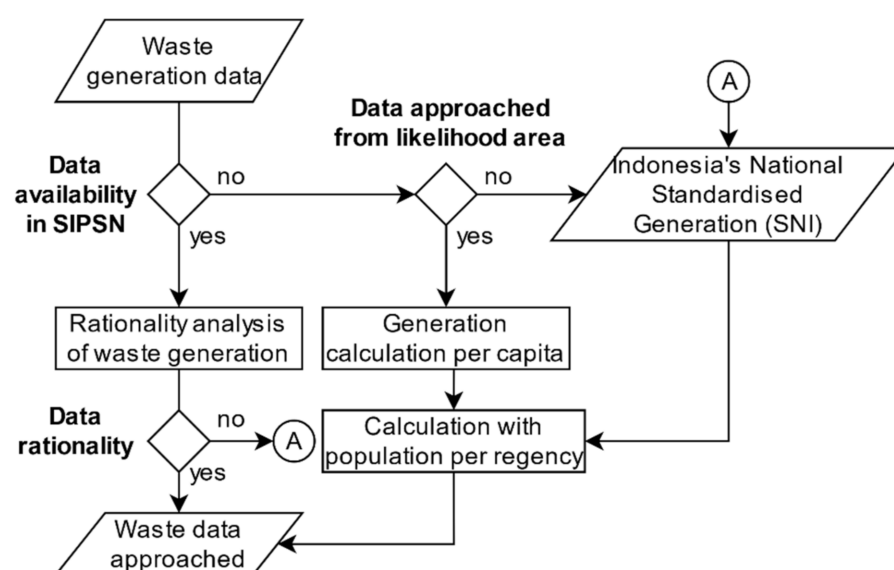 Waste
generation data
A
Data approached
from likelihood area
Data
availability
in SIPSN
no
yes
no
yes
Indonesia's National
Standardised
Generation (SNI)
Rationality analysis
of waste generation
Generation
calculation per capita
Data
rationality
no
A
yes
Calculation with
population per regency
Waste data
approached